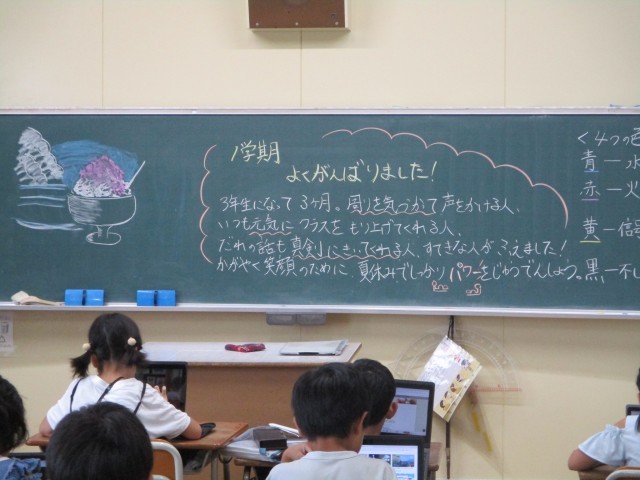 1学期
よくがんばりました!
3年生になって3ヶ月。周りを気づかって声をかける人、
いつも元気にクラスをもり上げてくれる人、
だれの話も真剣にきいてくれる人、すてきな人がふえました!
かがやく笑顔のために、夏休みでしっかりパワーをじゅうでんしましょう。
<4つの
青ー水
赤ー火
黄ー信号
黒ー不